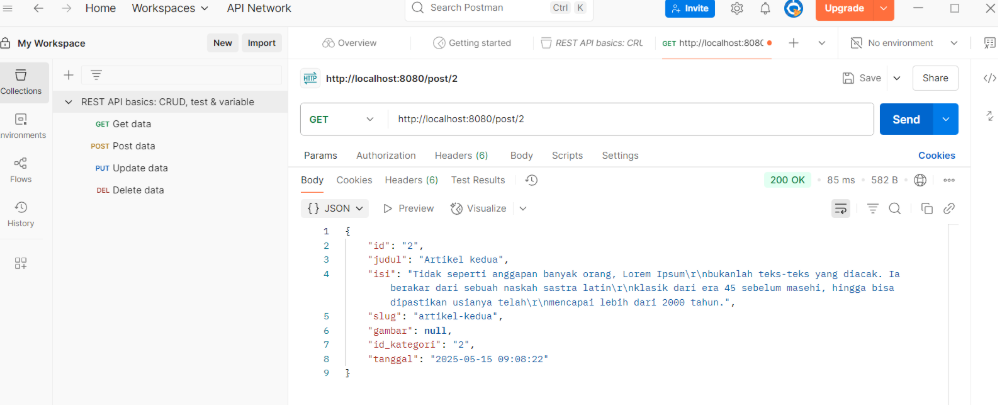 Home Workspaces API Network Search Postman Ctrl K Invite Upgrade
My Workspace New Import Overview Getting started REST API basics: CRU GET http://localhost:8080 No environment
Collections
Environments
Flows
History
REST API basics: CRUD, test & variable
GET Get data
POST Post data
PUT Update data
DEL Delete data
HTTP http://localhost:8080/post/2 Save Share
GET http://localhost:8080/post/2 Send
Params Authorization Headers (6) Body Scripts Settings Cookies
Body Cookies Headers (6) Test Results 200 OK • 85 ms • 582 B
{} JSON Preview Visualize
1 {
2 "id": "2",
3 "judul": "Artikel kedua",
4 "isi": "Tidak seperti anggapan banyak orang, Lorem Ipsum\r\nbukanlah teks-teks yang diacak. Ia
berakar dari sebuah naskah sastra latin\r\nklasik dari era 45 sebelum masehi, hingga bisa
dipastikan usianya telah\r\nmencapai lebih dari 2000 tahun.",
5 "slug": "artikel-kedua",
6 "gambar": null,
7 "id_kategori": "2",
8 "tanggal": "2025-05-15 09:08:22"
9 }